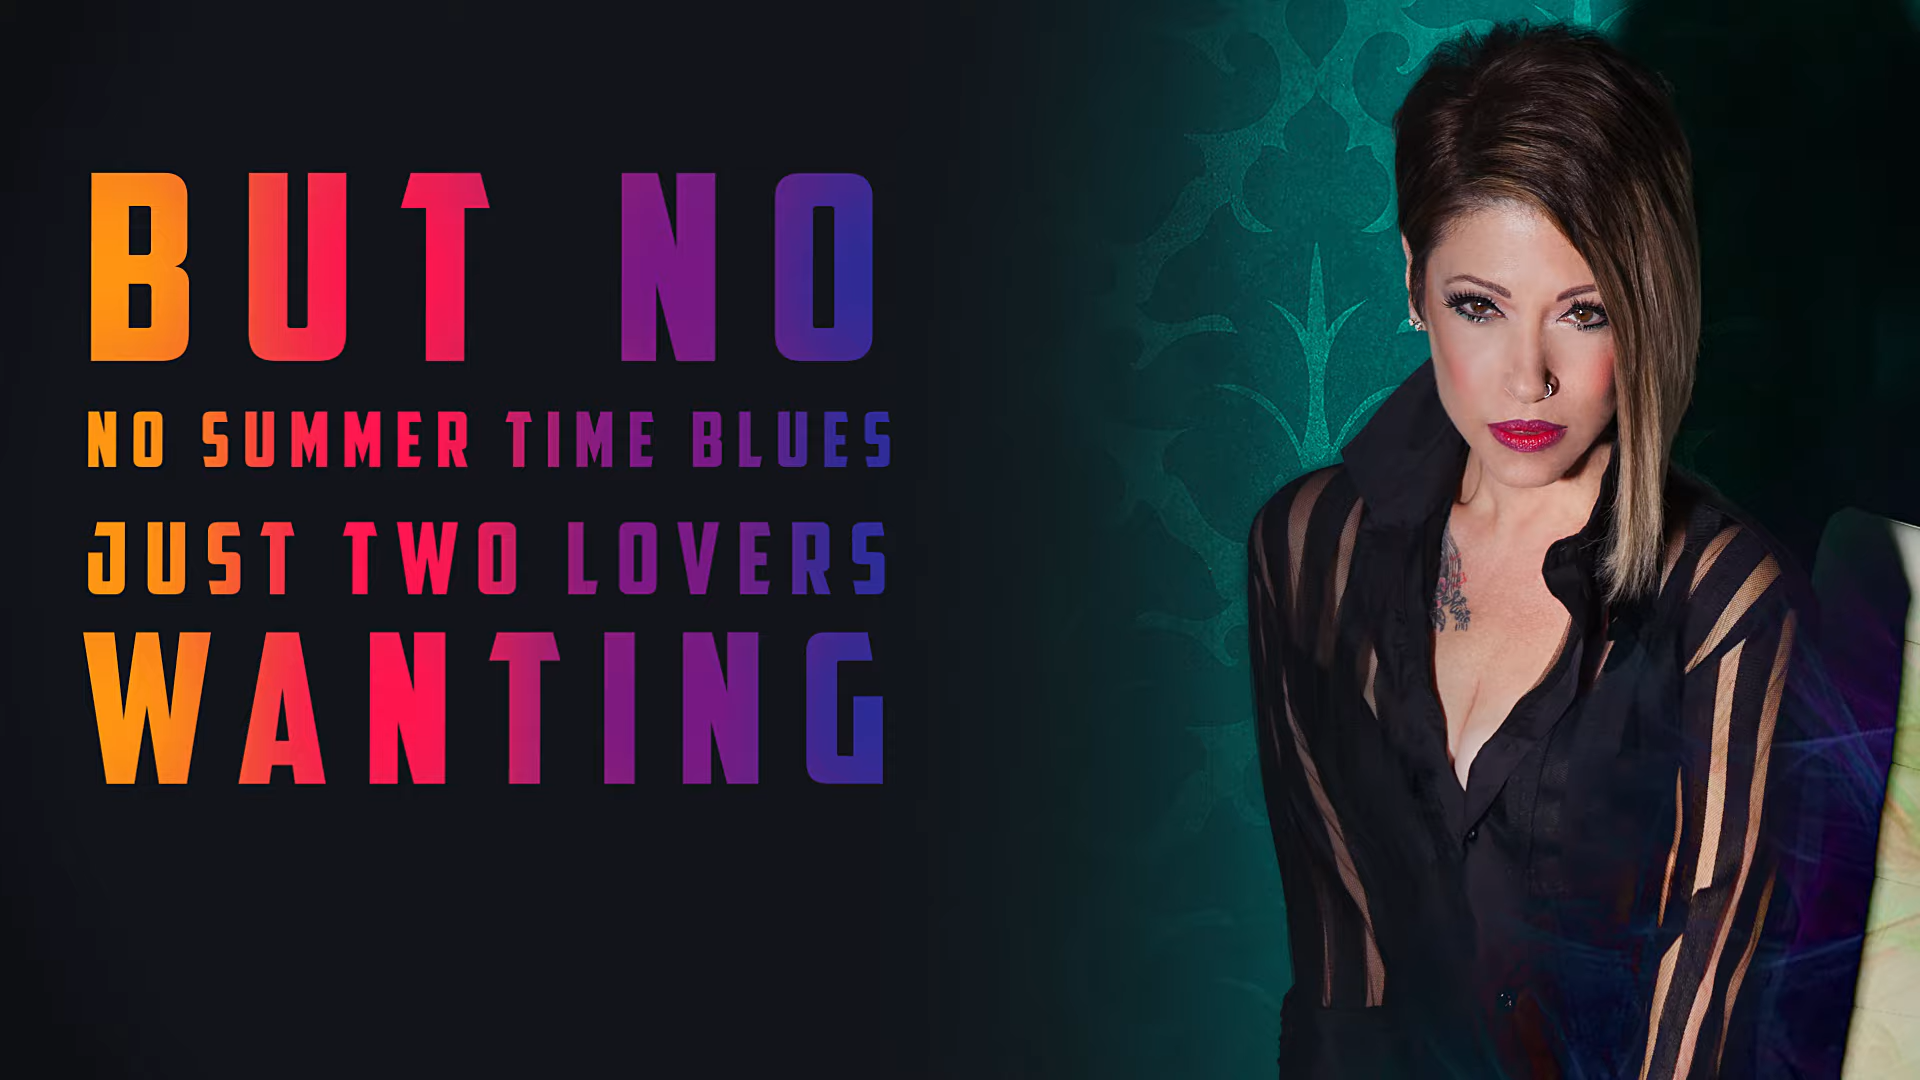 BUT NO
NO SUMMER TIME BLUES
JUST TWO LOVERS
WANTING